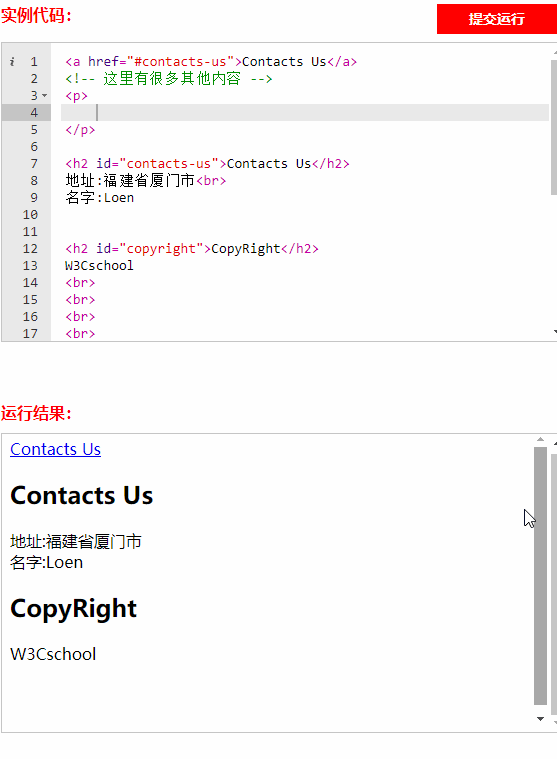 实例代码：
提交运行
i 1 <a href="#contacts-us">Contacts Us</a>
2 <!-- 这里有很多其他内容 -->
3 <p>
4
5 </p>
6
7 <h2 id="contacts-us">Contacts Us</h2>
8 地址:福建省厦门市<br>
9 名字:Loen
10
11
12 <h2 id="copyright">CopyRight</h2>
13 W3Cschool
14 <br>
15 <br>
16 <br>
17 <br>
运行结果：
Contacts Us
Contacts Us
地址:福建省厦门市
名字:Loen
CopyRight
W3Cschool